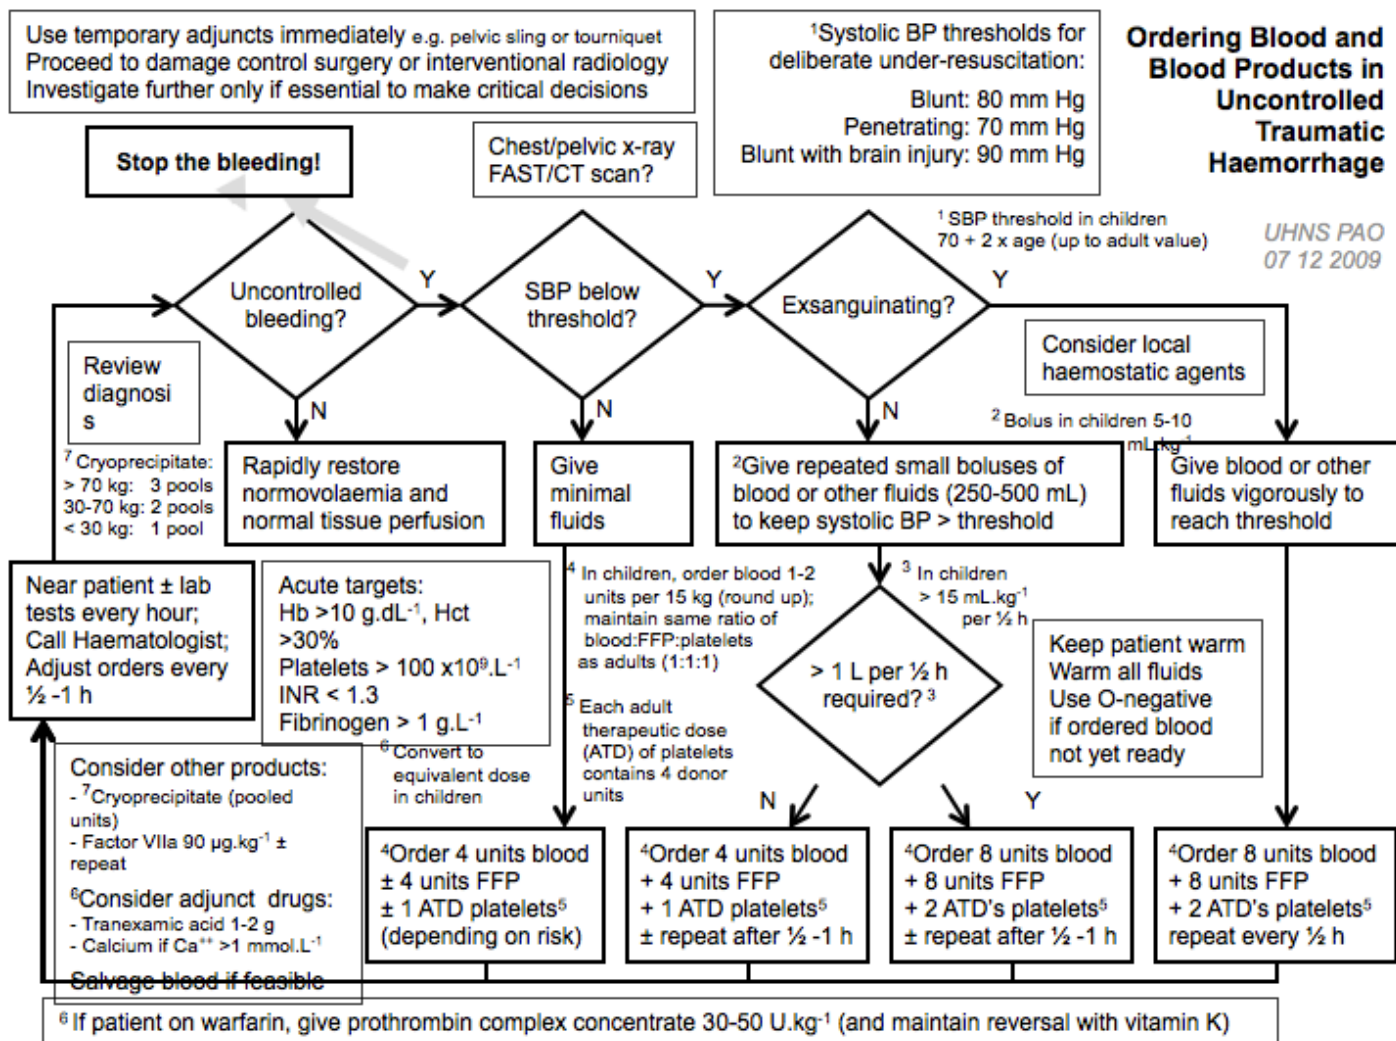 Use temporary adjuncts immediately e.g. pelvic sling or tourniquet
Proceed to damage control surgery or interventional radiology
Investigate further only if essential to make critical decisions
Stop the bleeding!
Chest/pelvic x-ray
FAST/CT scan?
¹Systolic BP thresholds for
deliberate under-resuscitation:
Blunt: 80 mm Hg
Penetrating: 70 mm Hg
Blunt with brain injury: 90 mm Hg
Ordering Blood and
Blood Products in
Uncontrolled
Traumatic
Haemorrhage
UHNS PAO
07 12 2009
¹ SBP threshold in children
70 + 2 x age (up to adult value)
Uncontrolled
bleeding?
Y
N
SBP below
threshold?
Y
N
Exsanguinating?
Y
N
Review
diagnosi
s
Consider local
haemostatic agents
² Bolus in children 5-10
mL.kg⁻¹
⁷ Cryoprecipitate:
> 70 kg: 3 pools
30-70 kg: 2 pools
< 30 kg: 1 pool
Rapidly restore
normovolaemia and
normal tissue perfusion
Give
minimal
fluids
²Give repeated small boluses of
blood or other fluids (250-500 mL)
to keep systolic BP > threshold
Give blood or other
fluids vigorously to
reach threshold
Near patient ± lab
tests every hour;
Call Haematologist;
Adjust orders every
½ -1 h
Acute targets:
Hb >10 g.dL⁻¹, Hct
>30%
Platelets > 100 x10⁹.L⁻¹
INR < 1.3
Fibrinogen > 1 g.L⁻¹
⁴ In children, order blood 1-2
units per 15 kg (round up);
maintain same ratio of
blood:FFP:platelets
as adults (1:1:1)
³ In children
> 15 mL.kg⁻¹
per ½ h
> 1 L per ½ h
required? ³
N
Y
Keep patient warm
Warm all fluids
Use O-negative
if ordered blood
not yet ready
⁵ Each adult
therapeutic dose
(ATD) of platelets
contains 4 donor
units
⁶ Convert to
equivalent dose
in children
Consider other products:
- ⁷Cryoprecipitate (pooled
units)
- Factor VIIa 90 µg.kg⁻¹ ±
repeat
⁶Consider adjunct drugs:
- Tranexamic acid 1-2 g
- Calcium if Ca⁺⁺ >1 mmol.L⁻¹
Salvage blood if feasible
⁴Order 4 units blood
± 4 units FFP
± 1 ATD platelets⁵
(depending on risk)
⁴Order 4 units blood
+ 4 units FFP
+ 1 ATD platelets⁵
± repeat after ½ -1 h
⁴Order 8 units blood
+ 8 units FFP
+ 2 ATD's platelets⁵
± repeat after ½ -1 h
⁴Order 8 units blood
+ 8 units FFP
+ 2 ATD's platelets⁵
repeat every ½ h
⁶ If patient on warfarin, give prothrombin complex concentrate 30-50 U.kg⁻¹ (and maintain reversal with vitamin K)